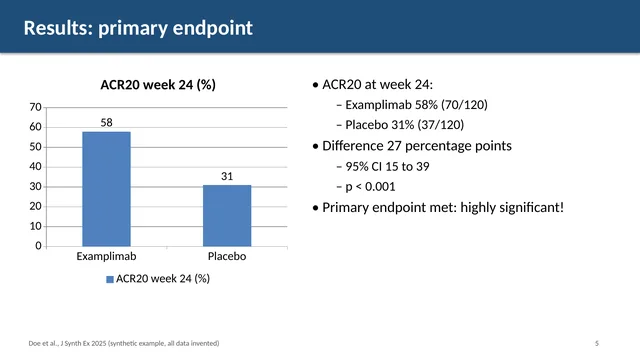 Results: primary endpoint
ACR20 week 24 (%)
70
60
50
40
30
20
10
0
58
31
Examplimab
Placebo
ACR20 week 24 (%)
• ACR20 at week 24:
– Examplimab 58% (70/120)
– Placebo 31% (37/120)
• Difference 27 percentage points
– 95% CI 15 to 39
– p < 0.001
• Primary endpoint met: highly significant!
Doe et al., J Synth Ex 2025 (synthetic example, all data invented)
5